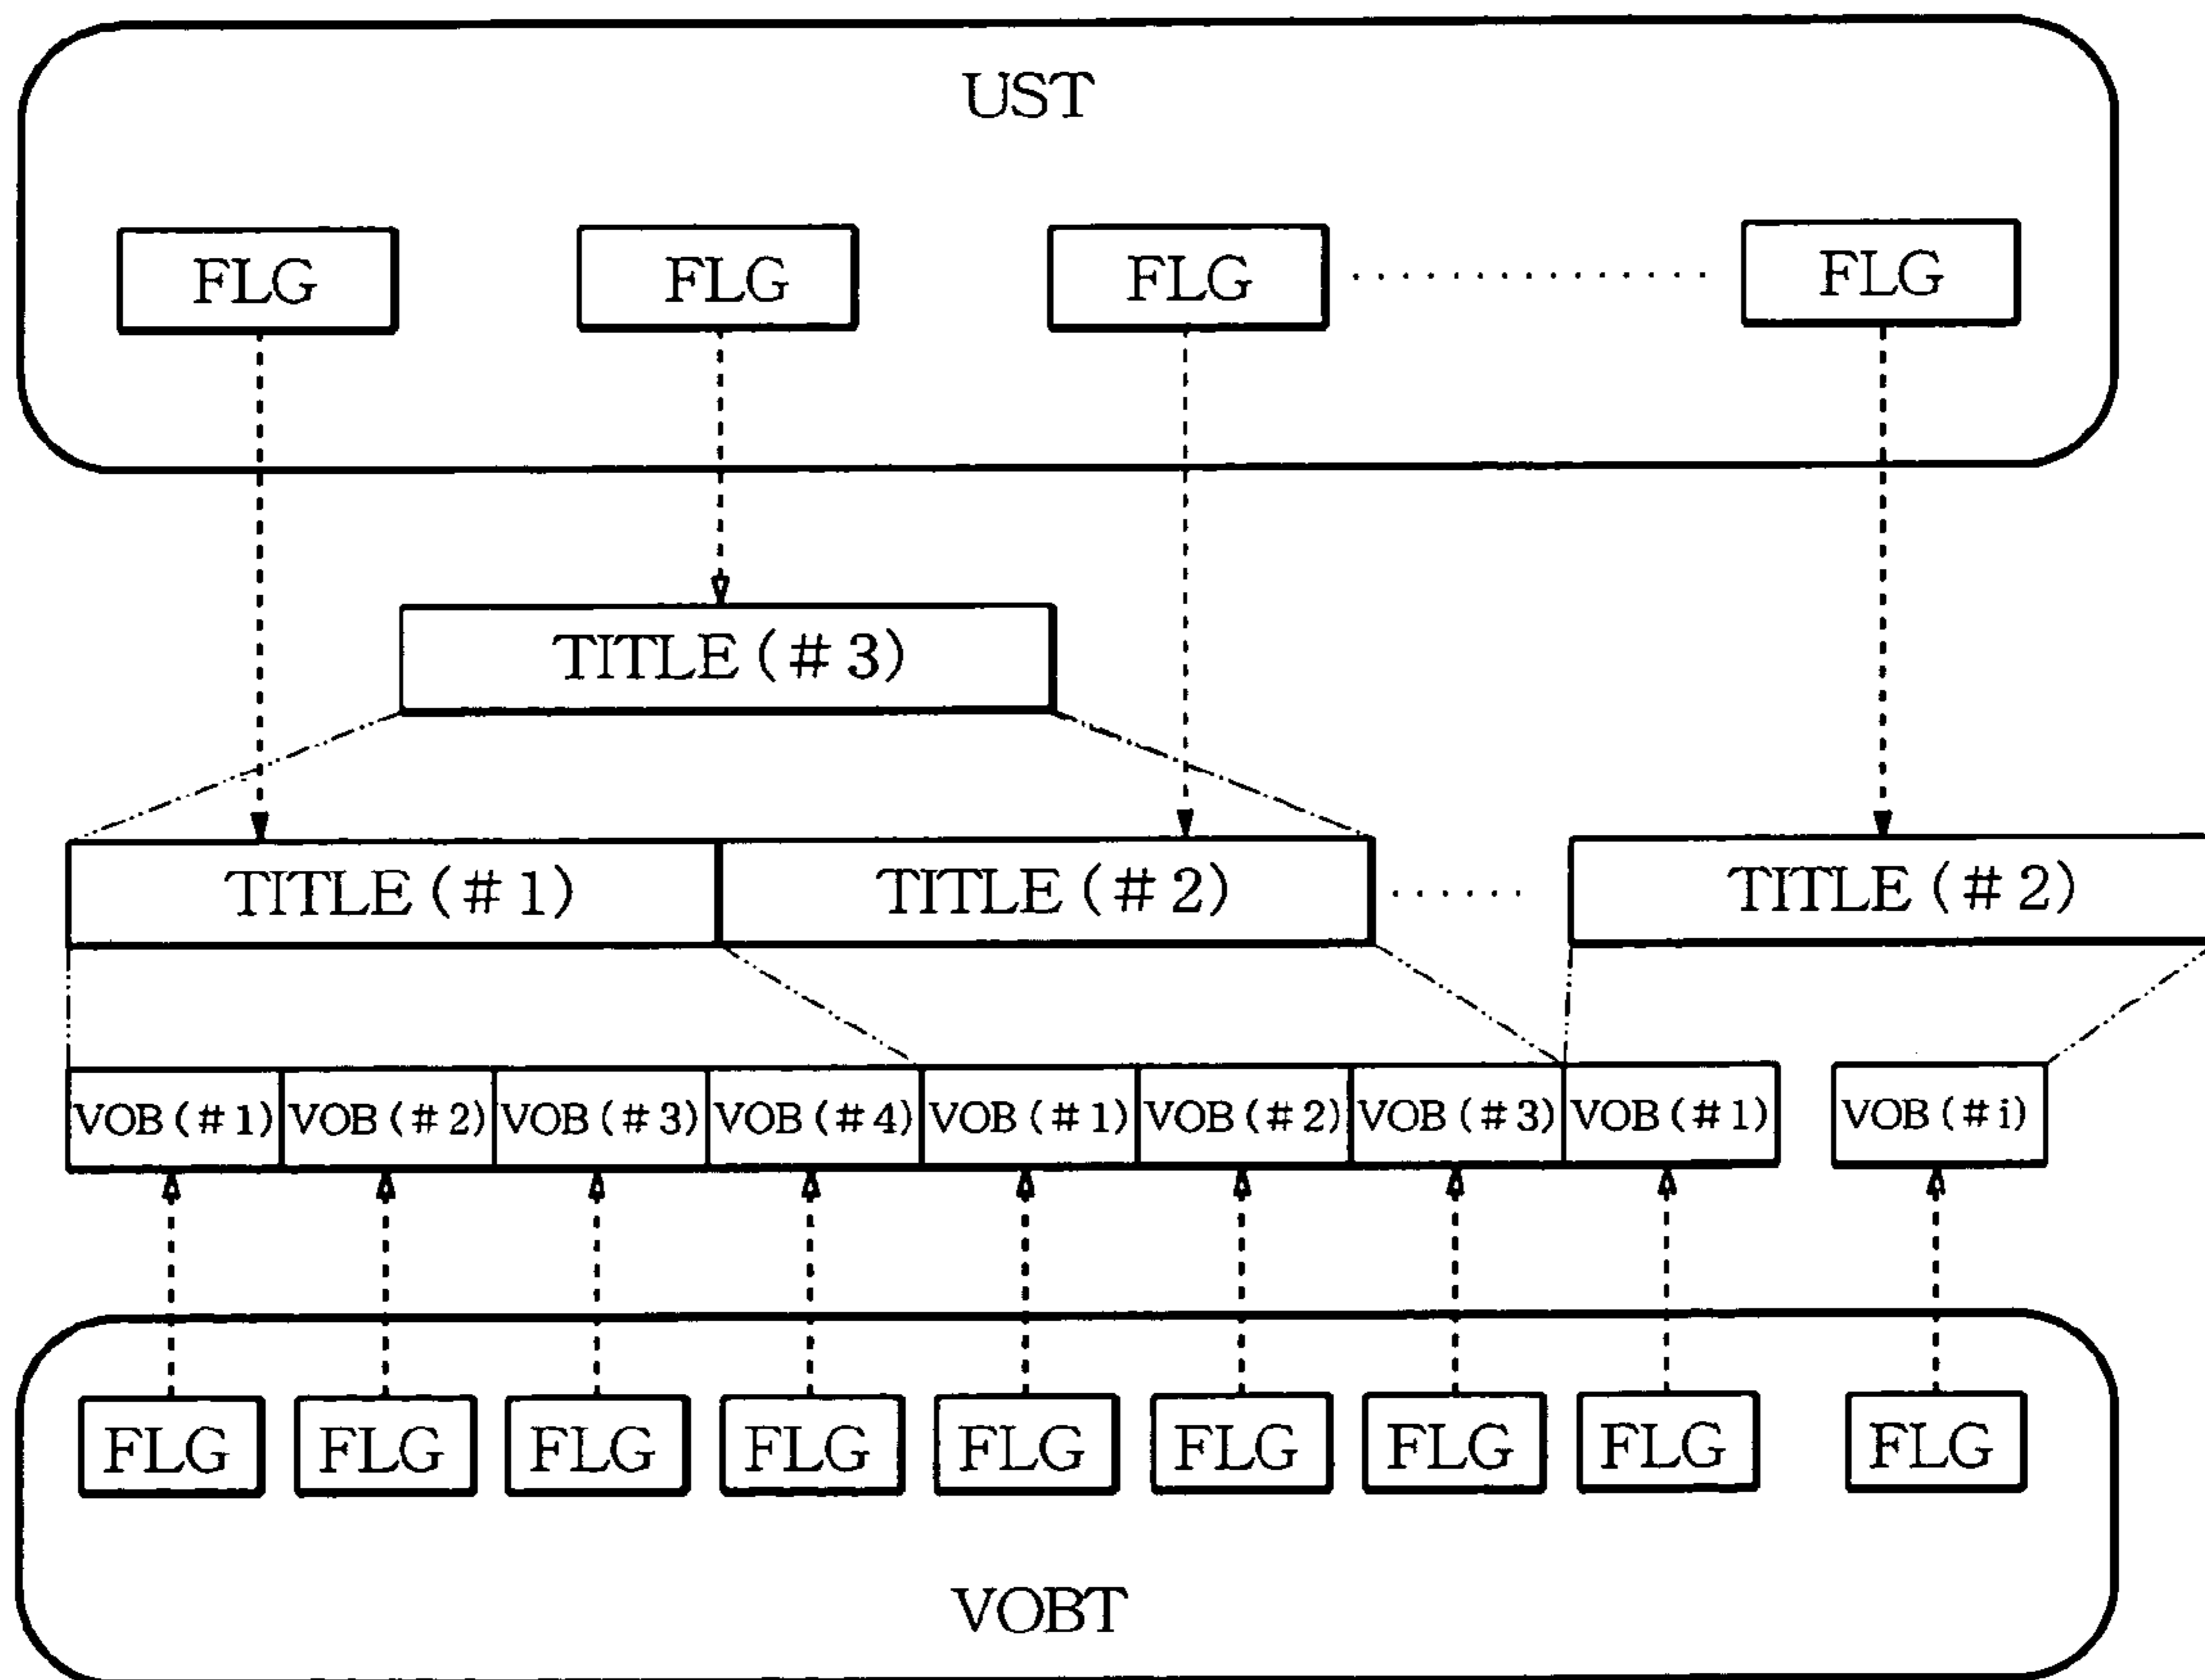 UST
FLG FLG FLG ............... FLG
TITLE(#3)
TITLE(#1) TITLE(#2) ...... TITLE(#2)
VOB(#1) VOB(#2) VOB(#3) VOB(#4) VOB(#1) VOB(#2) VOB(#3) VOB(#1) VOB(#i)
FLG FLG FLG FLG FLG FLG FLG FLG FLG
VOBT